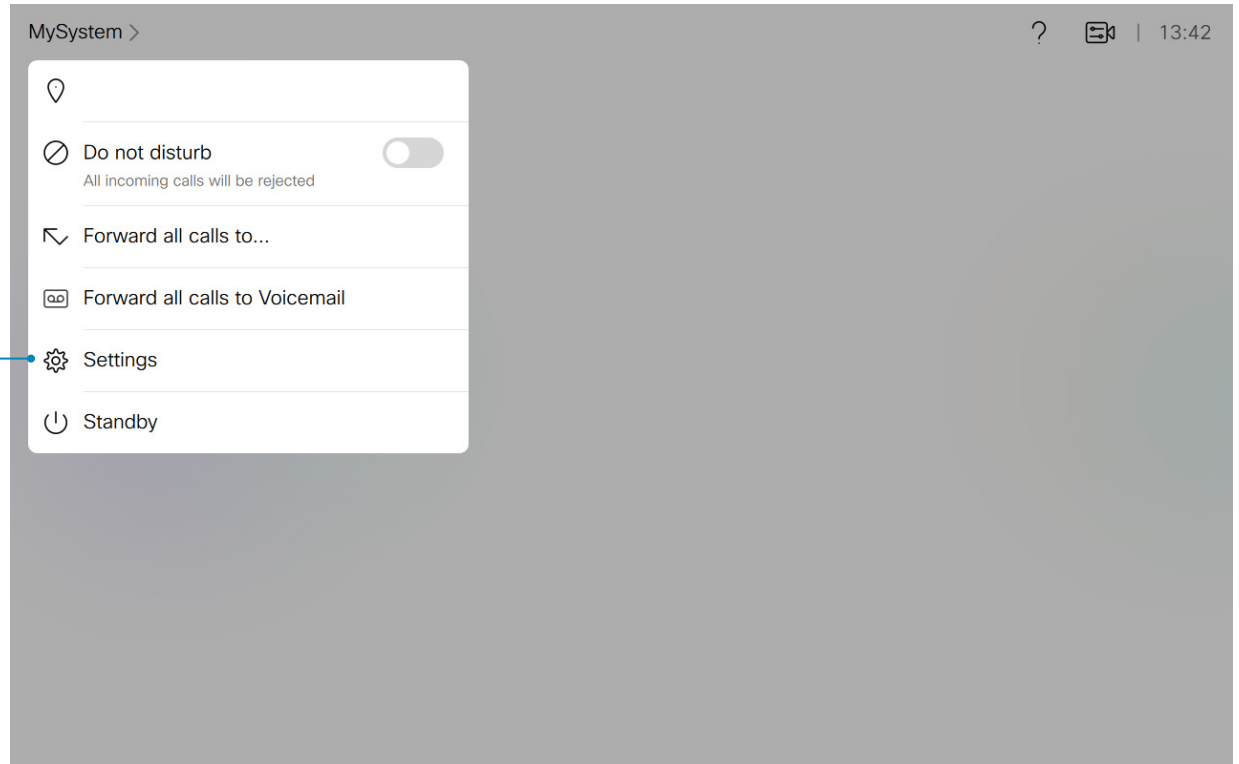 MySystem
13:42
Do not disturb
All incoming calls will be rejected
Forward all calls to...
Forward all calls to Voicemail
Settings
Standby